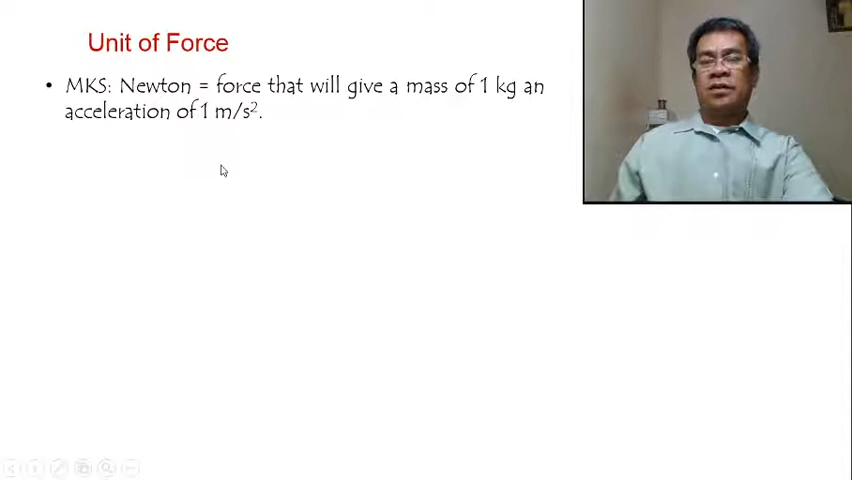 Unit of Force
• MKS: Newton = force that will give a mass of 1 kg an
acceleration of 1 m/s².